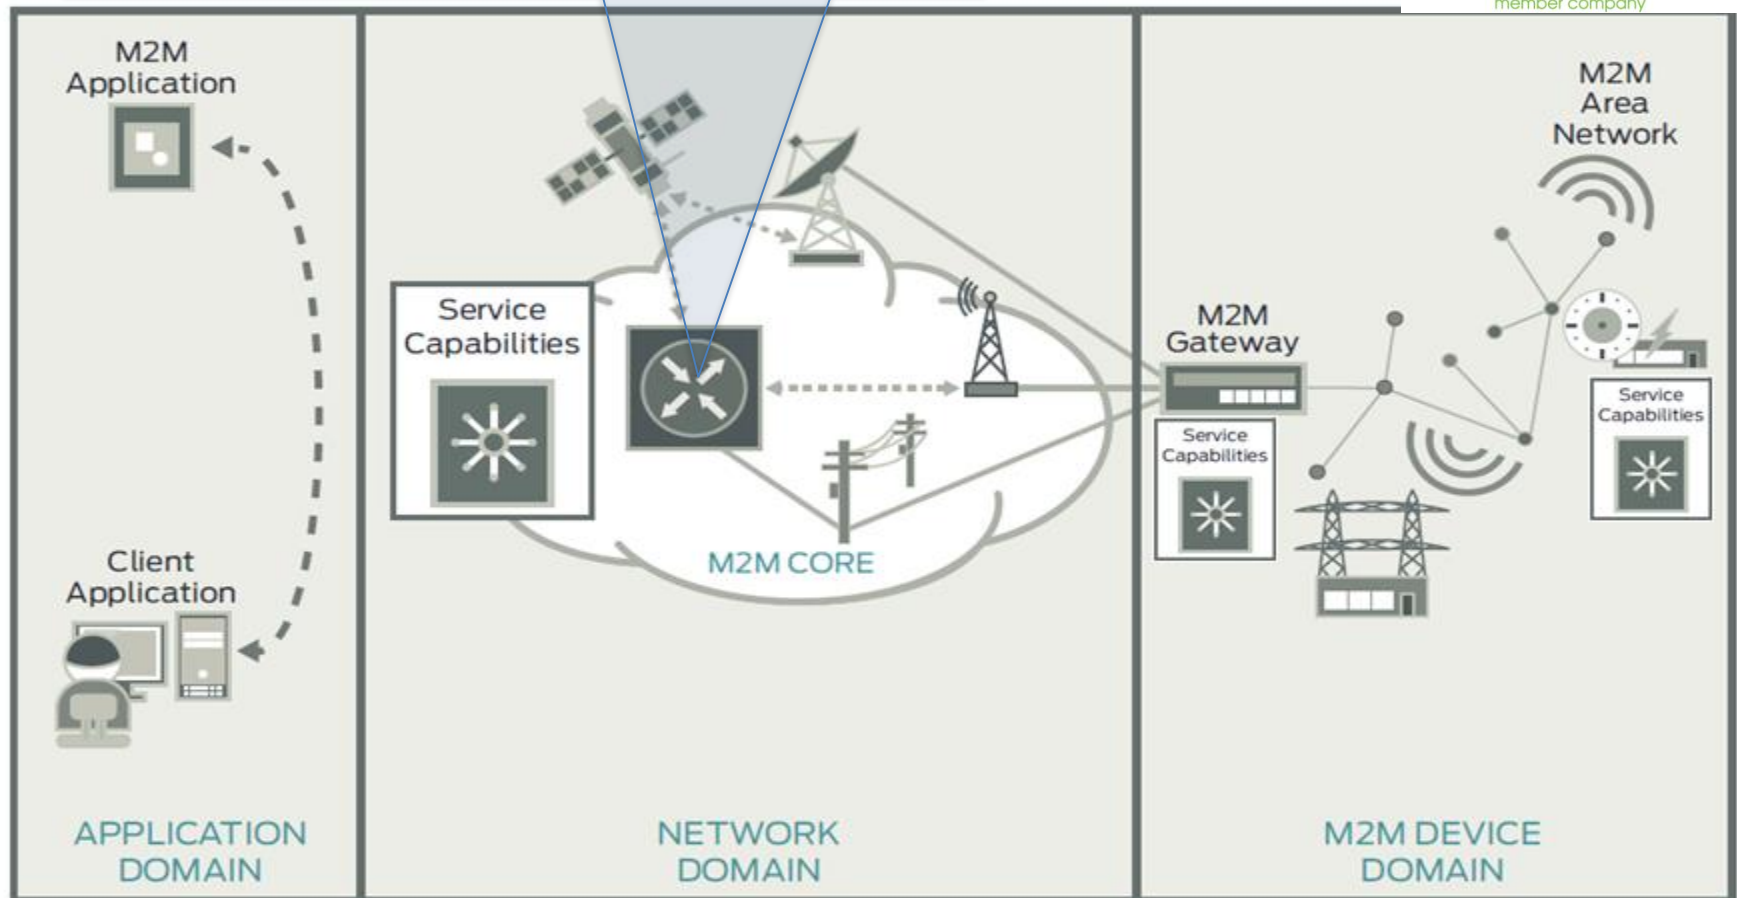 member company
M2M
Application
Client
Application
APPLICATION
DOMAIN
Service
Capabilities
M2M CORE
NETWORK
DOMAIN
M2M
Area
Network
M2M
Gateway
Service
Capabilities
Service
Capabilities
M2M DEVICE
DOMAIN